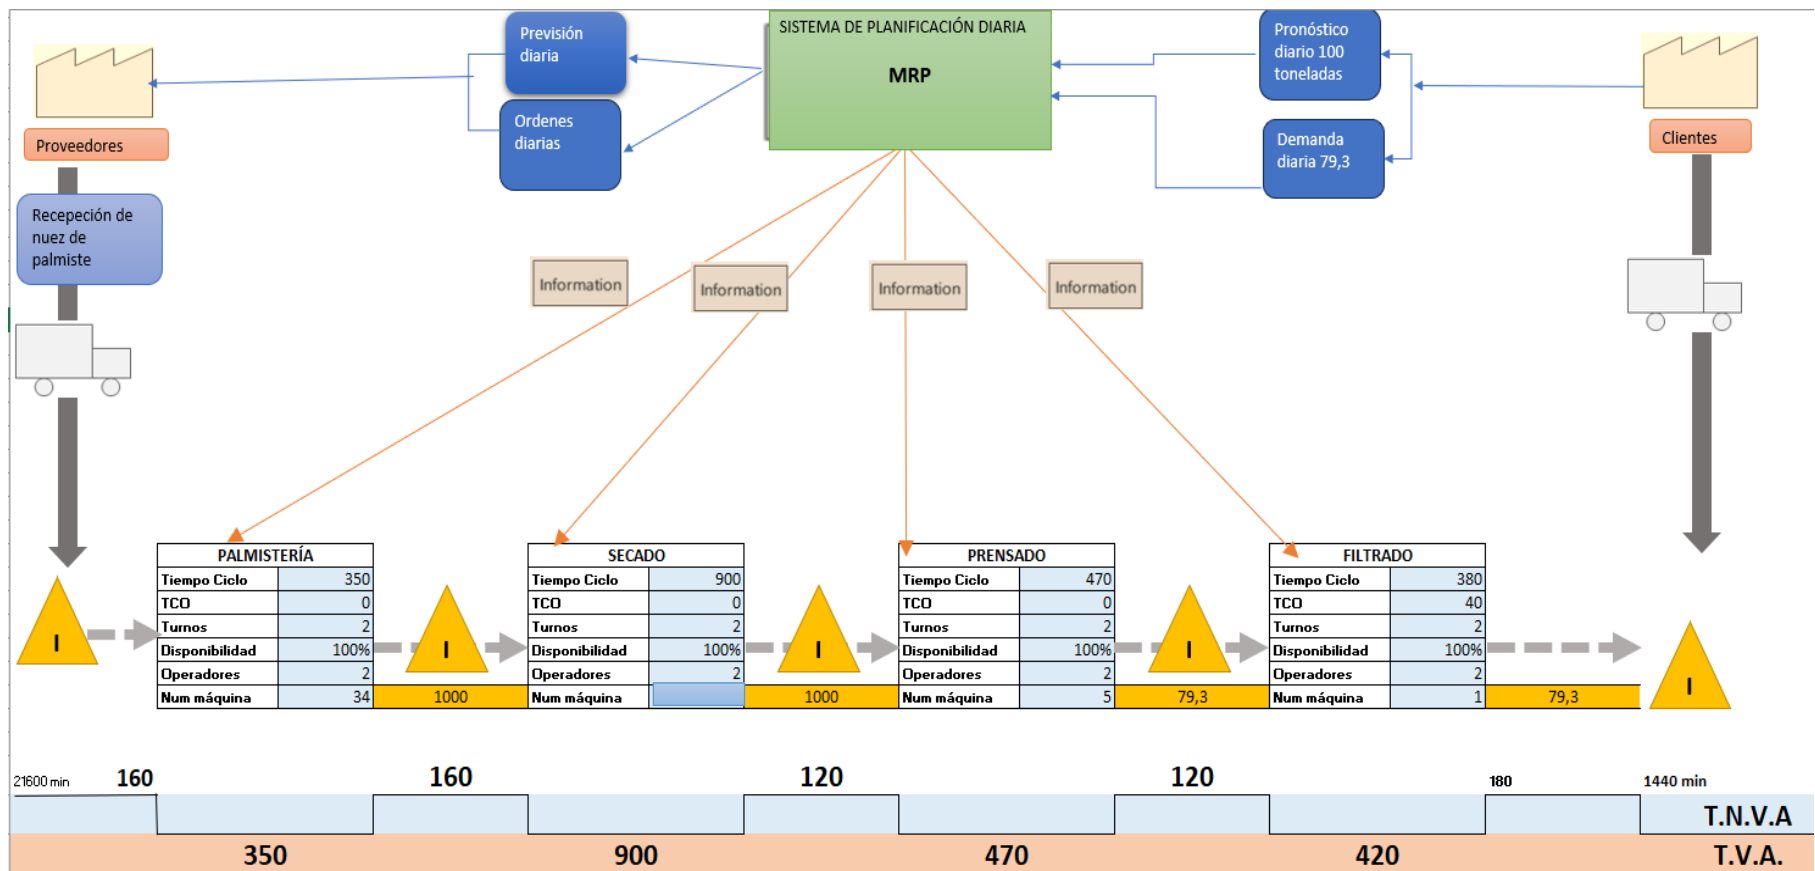 SISTEMA DE PLANIFICACIÓN DIARIA
MRP
Previsión
diaria
Ordenes
diarias
Pronóstico
diario 100
toneladas
Demanda
diaria 79,3
Proveedores
Clientes
Recepeción de
nuez de
palmiste
Information
Information
Information
Information
PALMISTERÍA
Tiempo Ciclo 350
TCO 0
Turnos 2
Disponibilidad 100%
Operadores 2
Num máquina 34
SECADO
Tiempo Ciclo 900
TCO 0
Turnos 2
Disponibilidad 100%
Operadores 2
Num máquina
PRENSADO
Tiempo Ciclo 470
TCO 0
Turnos 2
Disponibilidad 100%
Operadores 2
Num máquina 5
FILTRADO
Tiempo Ciclo 380
TCO 40
Turnos 2
Disponibilidad 100%
Operadores 2
Num máquina 1
I
I
I
I
I
1000
1000
79,3
79,3
21600 min 160 160 120 120 180 1440 min
T.N.V.A
350 900 470 420 T.V.A.